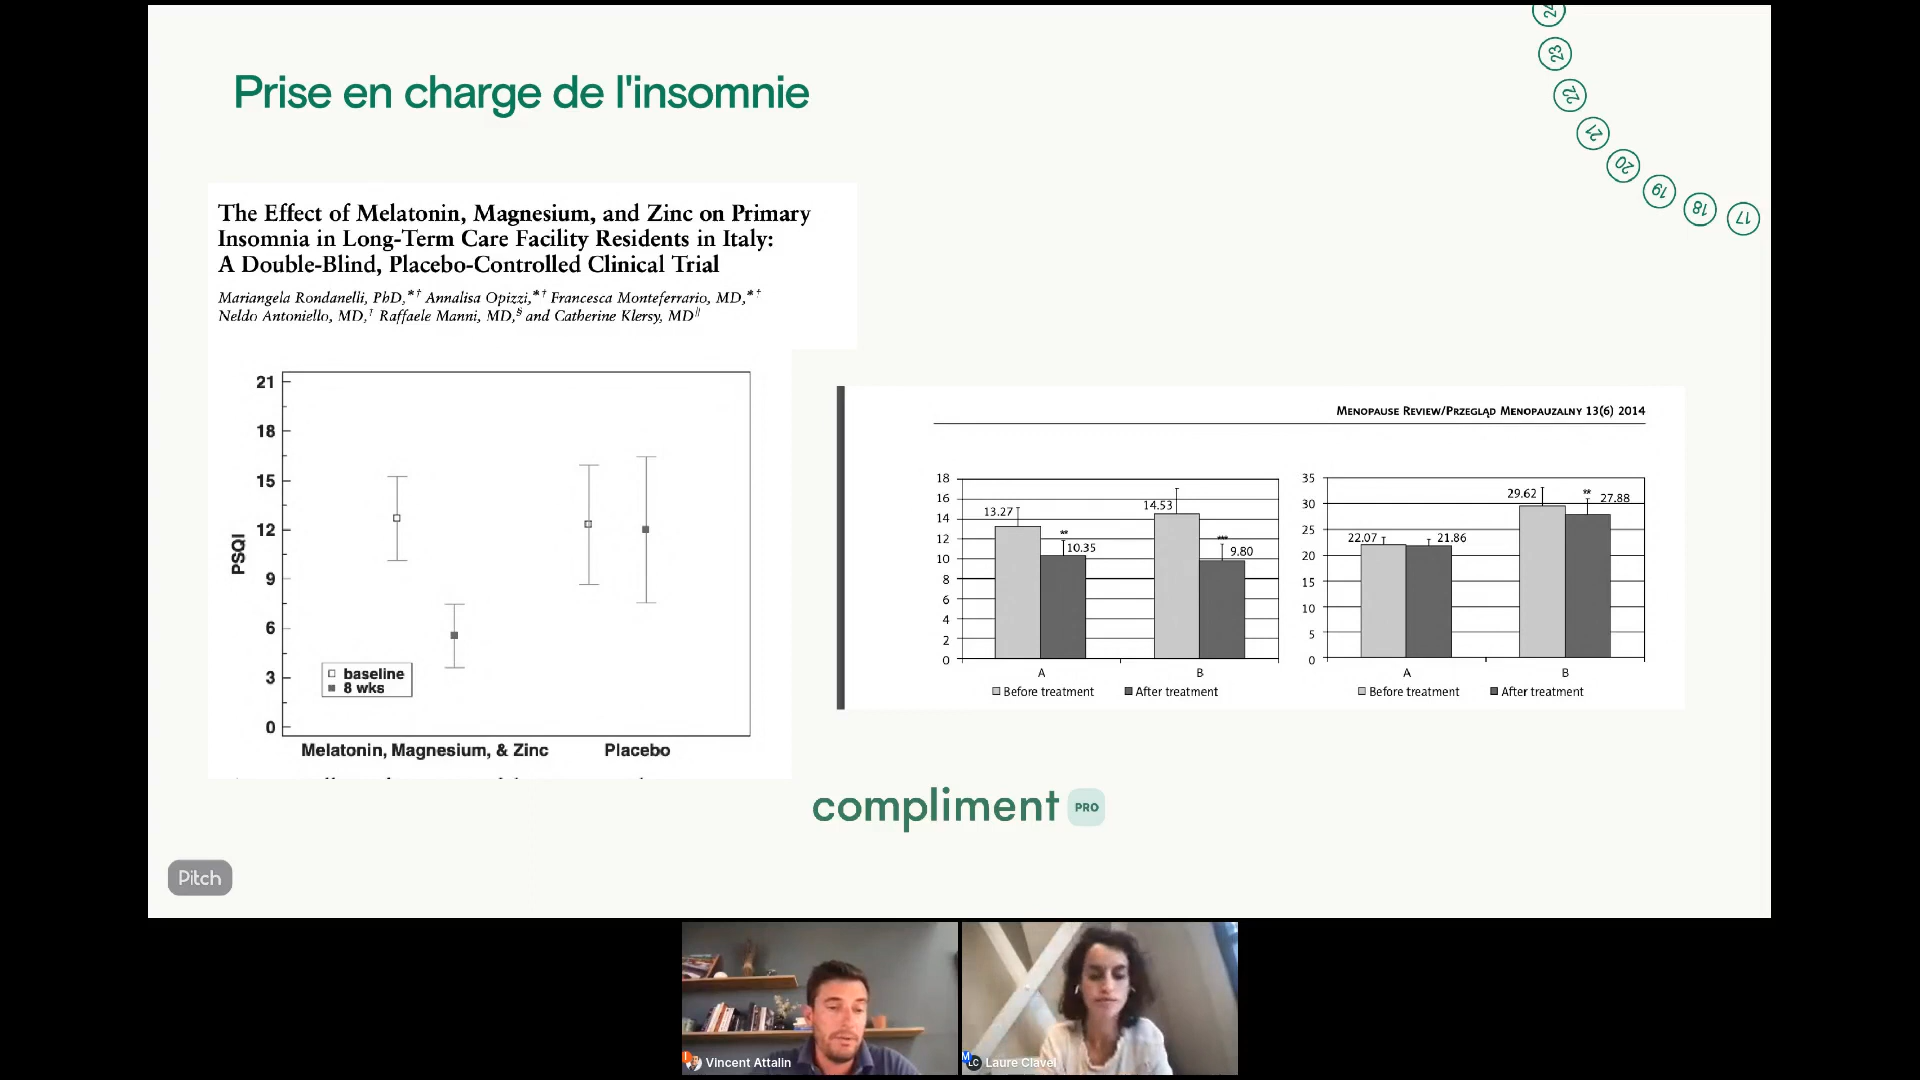 Prise en charge de l'insomnie
24
23
22
21
20
19
18
17
The Effect of Melatonin, Magnesium, and Zinc on Primary
Insomnia in Long-Term Care Facility Residents in Italy:
A Double-Blind, Placebo-Controlled Clinical Trial
Mariangela Rondanelli, PhD,*† Annalisa Opizzi,*† Francesca Monteferrario, MD,*†
Neldo Antoniello, MD,† Raffaele Manni, MD,§ and Catherine Klersy, MD||
PSQI
21
18
15
12
9
6
3
0
baseline
8 wks
Melatonin, Magnesium, & Zinc
Placebo
Menopause Review/Przegląd Menopauzalny 13(6) 2014
18
16
14
12
10
8
6
4
2
0
13.27
**
10.35
14.53
***
9.80
A
B
Before treatment
After treatment
35
30
25
20
15
10
5
0
22.07
21.86
29.62
**
27.88
A
B
Before treatment
After treatment
compliment PRO
Pitch
Vincent Attalin
LC
Laure Clavel